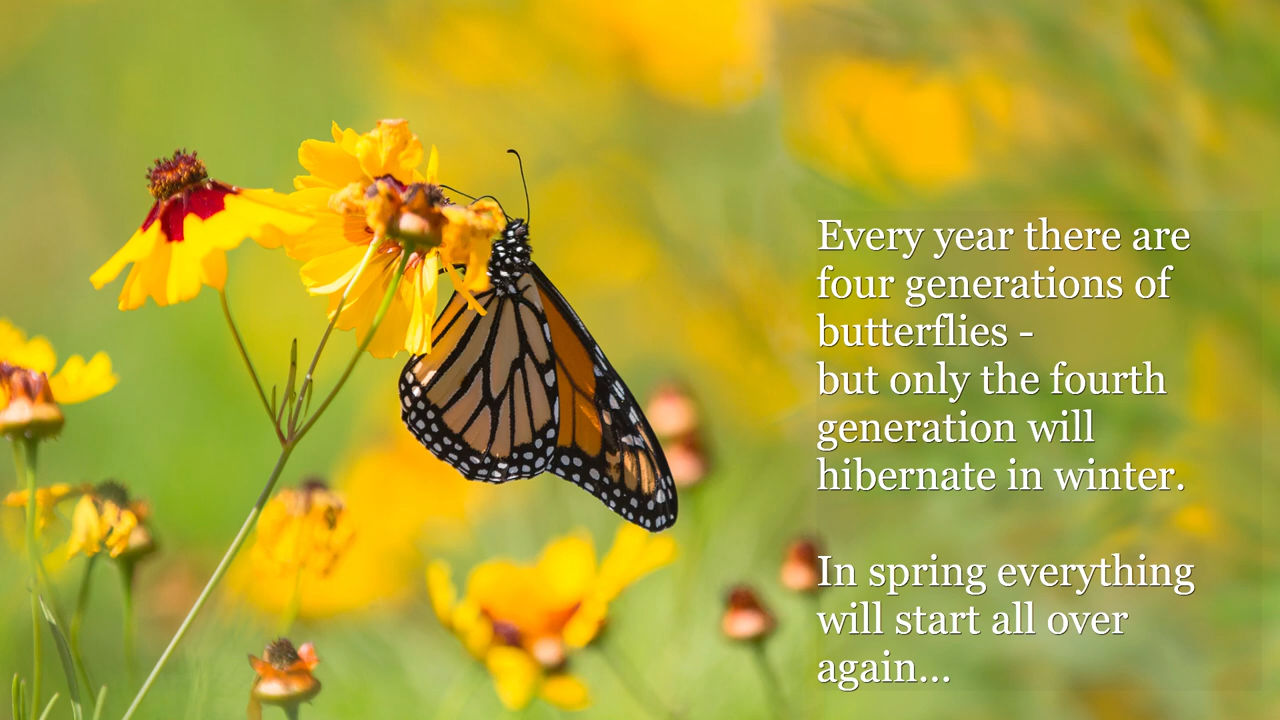 Every year there are
four generations of
butterflies -
but only the fourth
generation will
hibernate in winter.
In spring everything
will start all over
again...